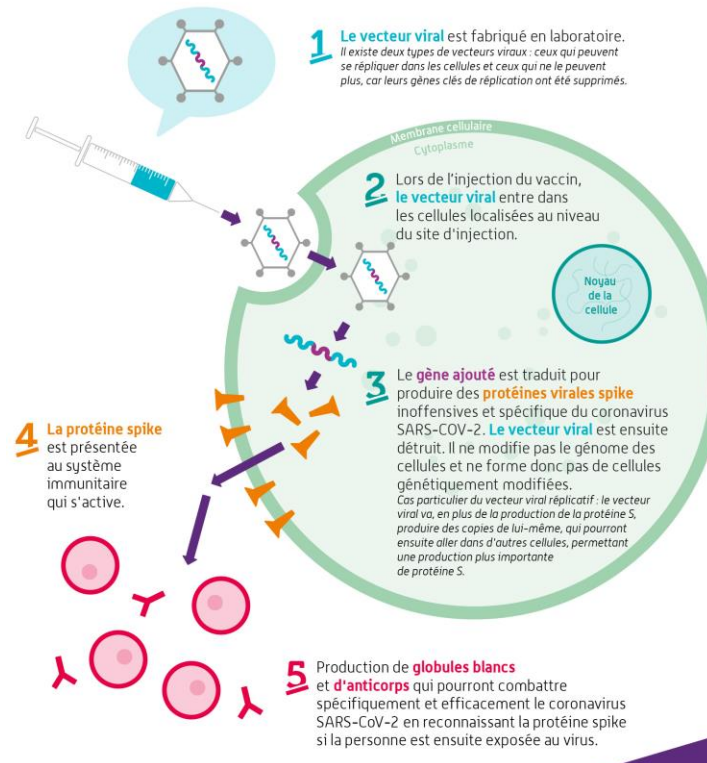 1 Le vecteur viral est fabriqué en laboratoire.
Il existe deux types de vecteurs viraux : ceux qui peuvent
se répliquer dans les cellules et ceux qui ne le peuvent
plus, car leurs gènes clés de réplication ont été supprimés.
Membrane cellulaire
Cytoplasme
2 Lors de l'injection du vaccin,
le vecteur viral entre dans
les cellules localisées au niveau
du site d'injection.
Noyau
de la
cellule
3 Le gène ajouté est traduit pour
produire des protéines virales spike
inoffensives et spécifique du coronavirus
SARS-COV-2. Le vecteur viral est ensuite
détruit. Il ne modifie pas le génome des
cellules et ne forme donc pas de cellules
génétiquement modifiées.
Cas particulier du vecteur viral réplicatif : le vecteur
viral va, en plus de la production de la protéine S,
produire des copies de lui-même, qui pourront
ensuite aller dans d'autres cellules, permettant
une production plus importante
de protéine S.
4 La protéine spike
est présentée
au système
immunitaire
qui s'active.
5 Production de globules blancs
et d'anticorps qui pourront combattre
spécifiquement et efficacement le coronavirus
SARS-CoV-2 en reconnaissant la protéine spike
si la personne est ensuite exposée au virus.